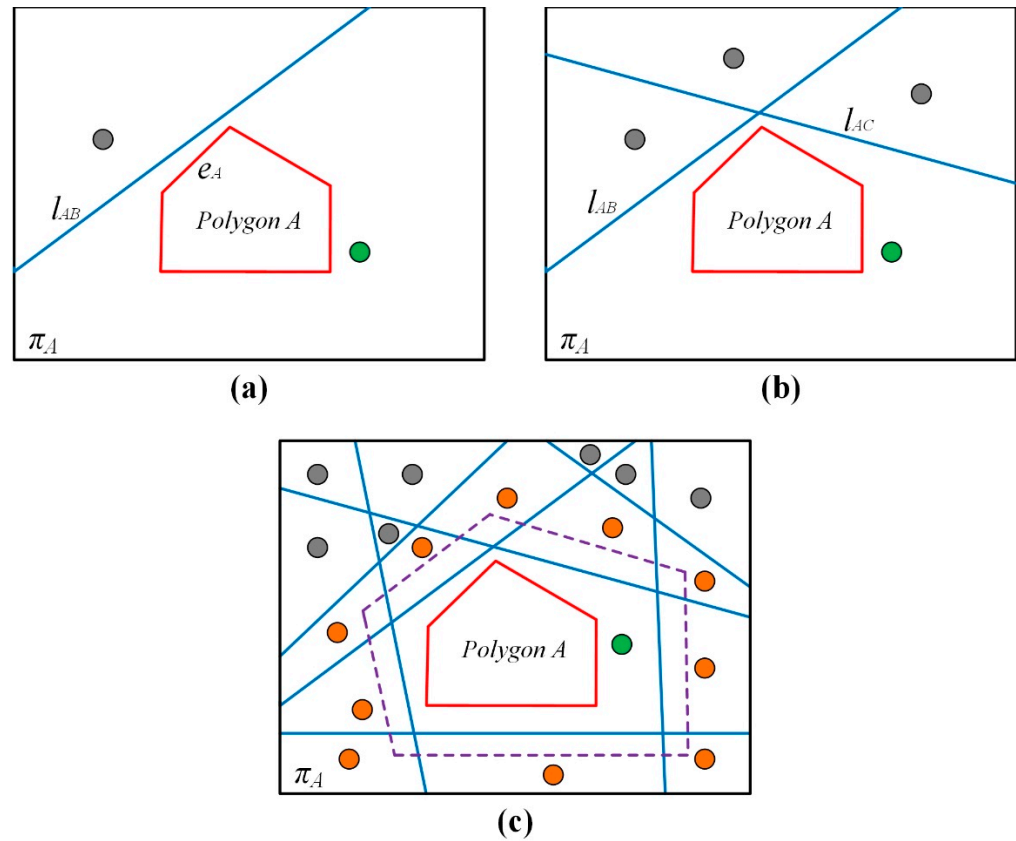 l_AB
e_A
Polygon A
π_A
(a)
l_AC
l_AB
Polygon A
π_A
(b)
Polygon A
π_A
(c)